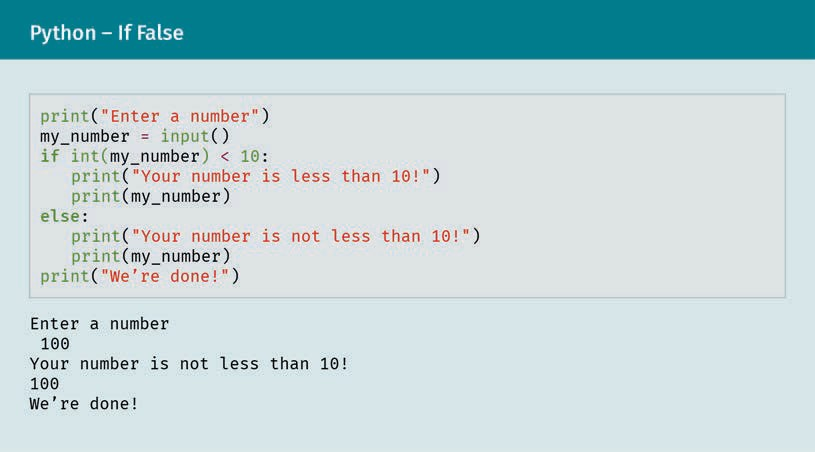 Python – If False
print("Enter a number")
my_number = input()
if int(my_number) < 10:
   print("Your number is less than 10!")
   print(my_number)
else:
   print("Your number is not less than 10!")
   print(my_number)
print("We’re done!")
Enter a number
 100
Your number is not less than 10!
100
We’re done!